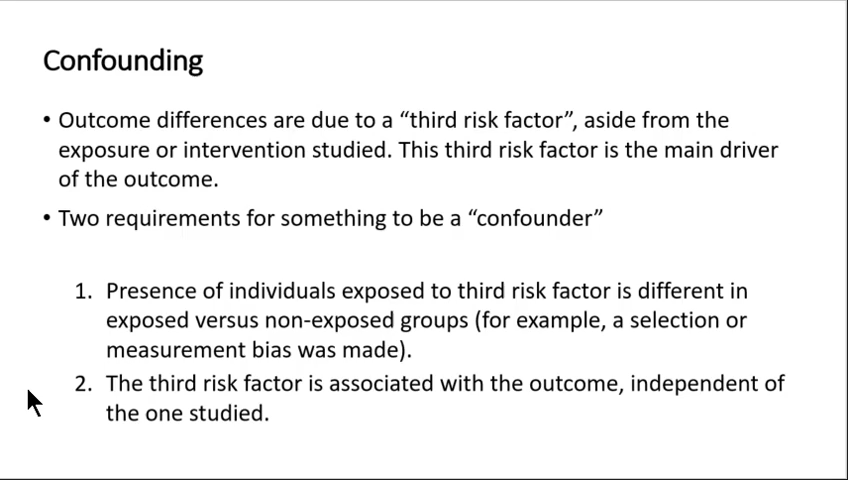 Confounding
• Outcome differences are due to a “third risk factor”, aside from the
exposure or intervention studied. This third risk factor is the main driver
of the outcome.
• Two requirements for something to be a “confounder”
1. Presence of individuals exposed to third risk factor is different in
exposed versus non-exposed groups (for example, a selection or
measurement bias was made).
2. The third risk factor is associated with the outcome, independent of
the one studied.